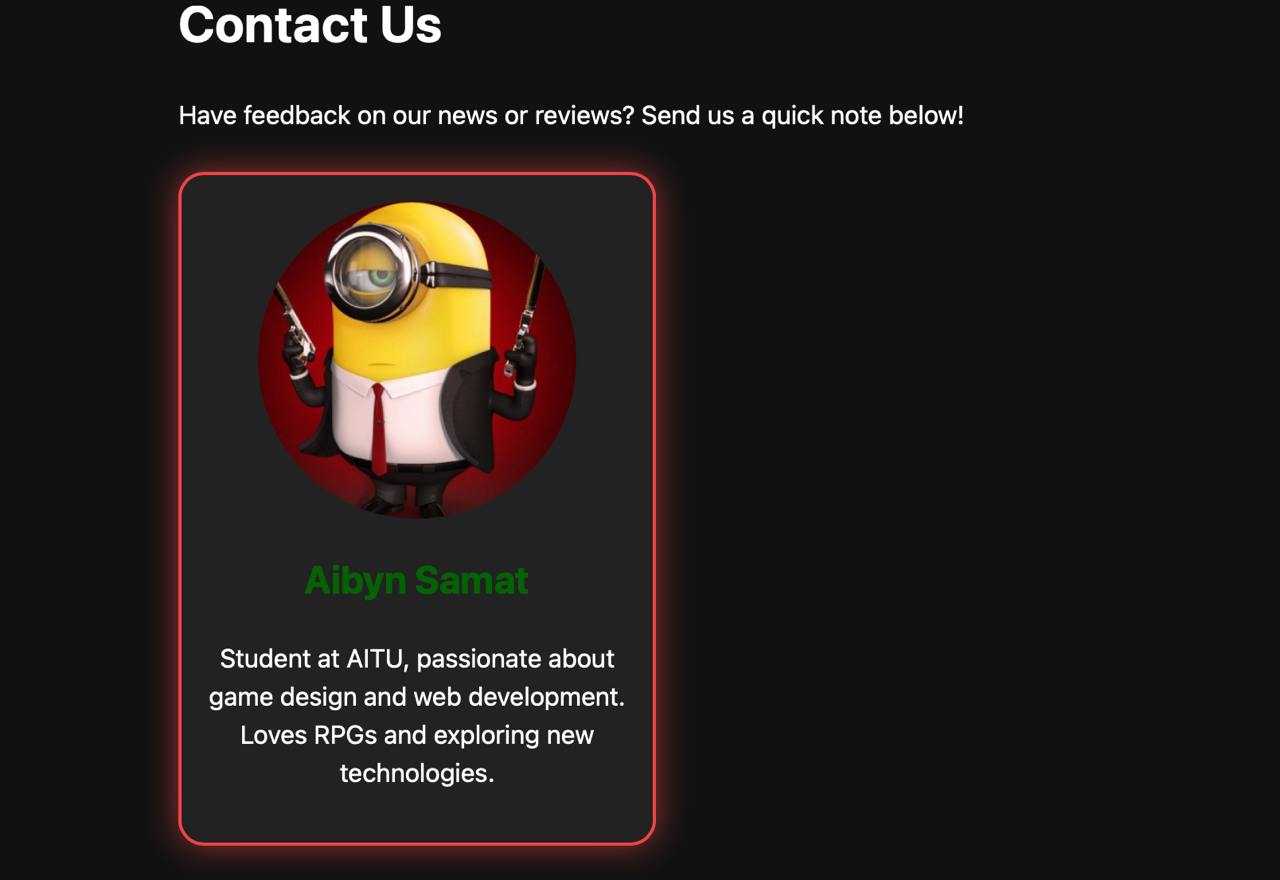 Contact Us
Have feedback on our news or reviews? Send us a quick note below!
Aibyn Samat
Student at AITU, passionate about
game design and web development.
Loves RPGs and exploring new
technologies.